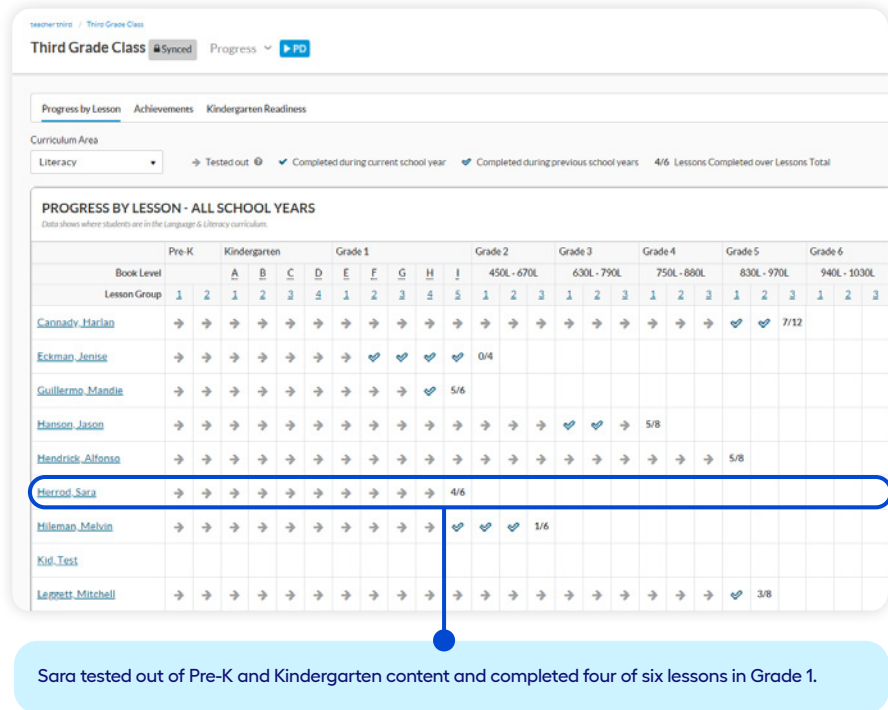 teacher third / Third Grade Class
Third Grade Class Synced Progress PD
Progress by Lesson Achievements Kindergarten Readiness
Curriculum Area
Literacy Tested out Completed during current school year Completed during previous school years 4/6 Lessons Completed over Lessons Total
PROGRESS BY LESSON - ALL SCHOOL YEARS
Data shows where students are in the Language & Literacy curriculum.
Pre-K Kindergarten Grade 1 Grade 2 Grade 3 Grade 4 Grade 5 Grade 6
Book Level A B C D E F G H I 450L - 670L 630L - 790L 750L - 880L 830L - 970L 940L - 1030L
Lesson Group 1 2 1 2 3 4 1 2 3 4 5 1 2 3 1 2 3 1 2 3 1 2 3 1 2 3
Cannady, Harlan 7/12
Eckman, Jenise 0/4
Guillermo, Mandie 5/6
Hanson, Jason 5/8
Hendrick, Alfonso 5/8
Herrod, Sara 4/6
Hileman, Melvin 1/6
Kid, Test
Leggett, Mitchell 3/8
Sara tested out of Pre-K and Kindergarten content and completed four of six lessons in Grade 1.